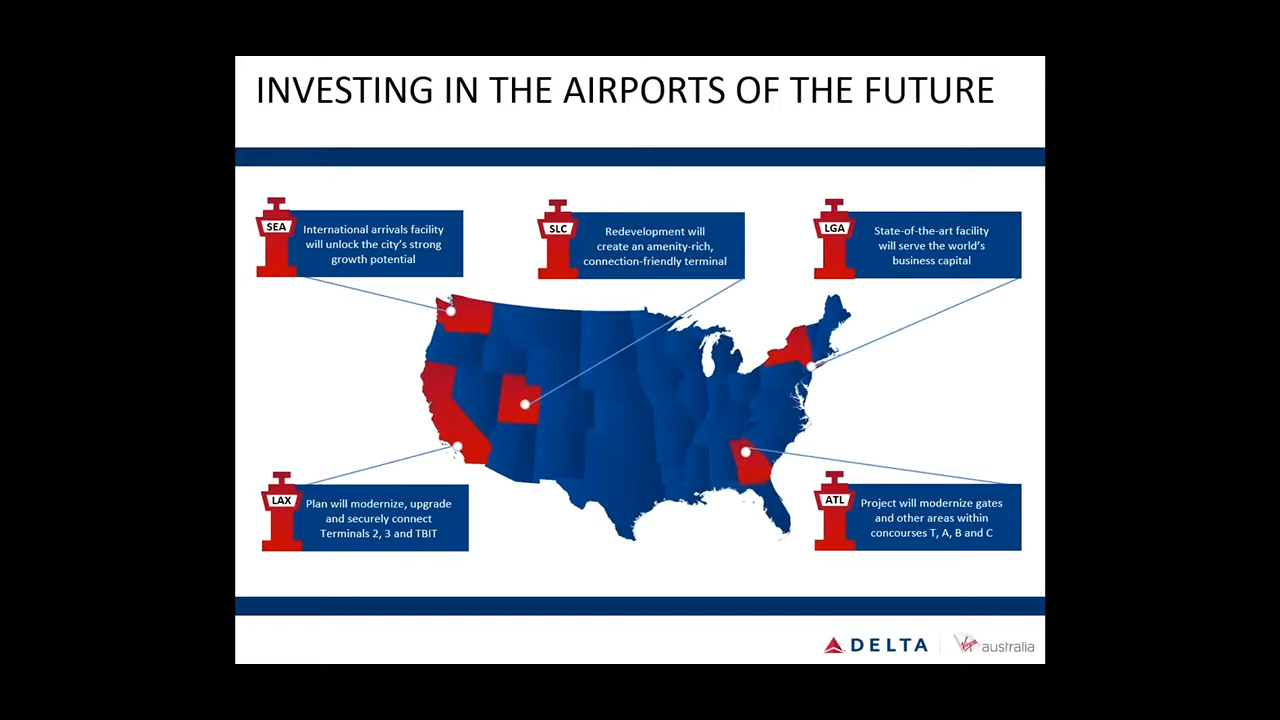 INVESTING IN THE AIRPORTS OF THE FUTURE
SEA
International arrivals facility
will unlock the city's strong
growth potential
SLC
Redevelopment will
create an amenity-rich,
connection-friendly terminal
LGA
State-of-the-art facility
will serve the world's
business capital
LAX
Plan will modernize, upgrade
and securely connect
Terminals 2, 3 and TBIT
ATL
Project will modernize gates
and other areas within
concourses T, A, B and C
DELTA
Virgin australia